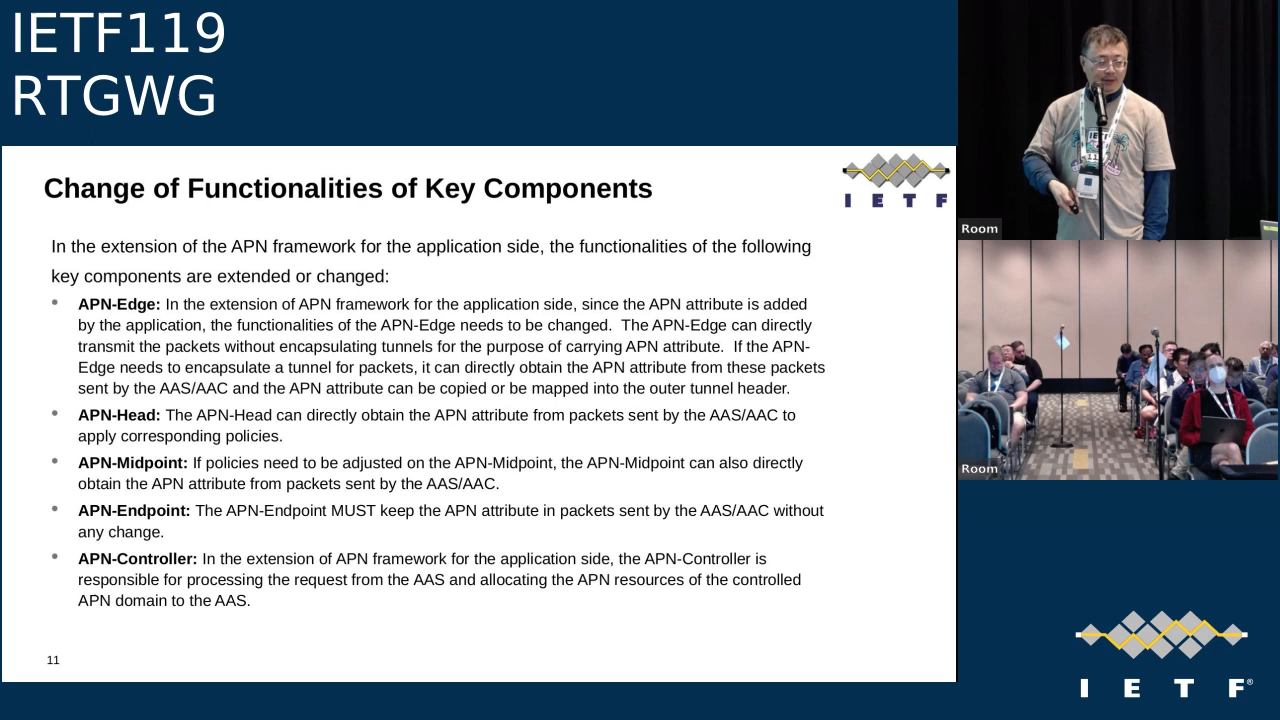 IETF119
RTGWG
Change of Functionalities of Key Components
I E T F
In the extension of the APN framework for the application side, the functionalities of the following
key components are extended or changed:
• APN-Edge: In the extension of APN framework for the application side, since the APN attribute is added
by the application, the functionalities of the APN-Edge needs to be changed.  The APN-Edge can directly
transmit the packets without encapsulating tunnels for the purpose of carrying APN attribute.  If the APN-
Edge needs to encapsulate a tunnel for packets, it can directly obtain the APN attribute from these packets
sent by the AAS/AAC and the APN attribute can be copied or be mapped into the outer tunnel header.
• APN-Head: The APN-Head can directly obtain the APN attribute from packets sent by the AAS/AAC to
apply corresponding policies.
• APN-Midpoint: If policies need to be adjusted on the APN-Midpoint, the APN-Midpoint can also directly
obtain the APN attribute from packets sent by the AAS/AAC.
• APN-Endpoint: The APN-Endpoint MUST keep the APN attribute in packets sent by the AAS/AAC without
any change.
• APN-Controller: In the extension of APN framework for the application side, the APN-Controller is
responsible for processing the request from the AAS and allocating the APN resources of the controlled
APN domain to the AAS.
11
IETF
Room
Room
I E T F®